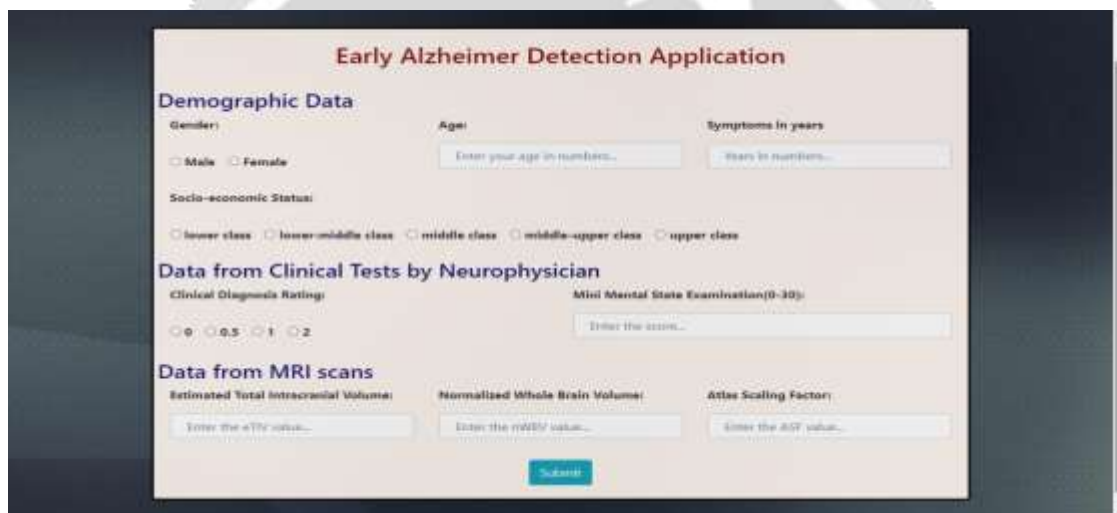 Early Alzheimer Detection Application
Demographic Data
Gender: Age: Symptoms in years
Male Female Enter your age in numbers... Years in numbers...
Socio-economic Status:
lower class lower-middle class middle class middle-upper class upper class
Data from Clinical Tests by Neurophysician
Clinical Diagnosis Rating: Mini Mental State Examination(0-30):
0 0.5 1 2 Enter the score...
Data from MRI scans
Estimated Total Intracranial Volume: Normalized Whole Brain Volume: Atlas Scaling Factor:
Enter the eTIV value... Enter the nWBV value... Enter the ASF value...
Submit